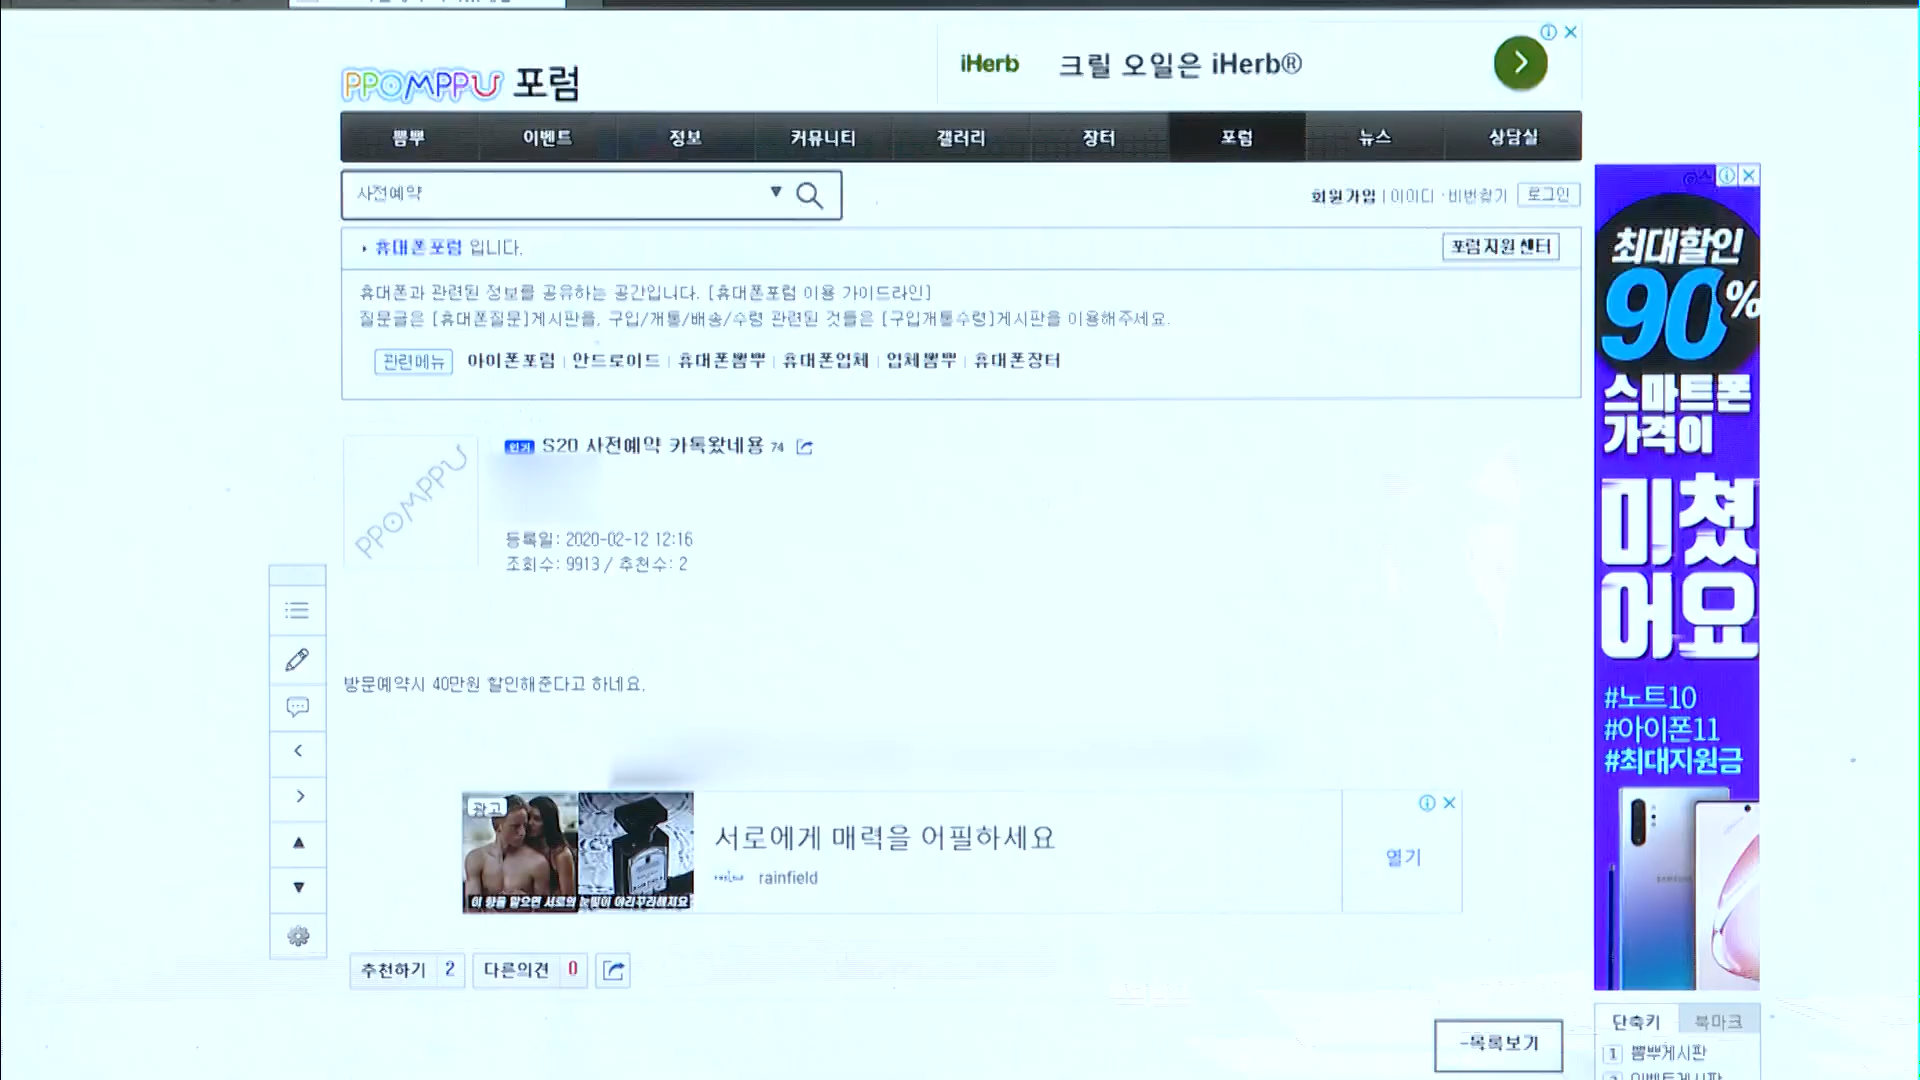 iHerb 크릴 오일은 iHerb®
PPOMPPU 포럼
뽐뿌 이벤트 정보 커뮤니티 갤러리 장터 포럼 뉴스 상담실
사전예약
회원가입 | 아이디·비번찾기 로그인
휴대폰포럼 입니다. 포럼지원센터
휴대폰과 관련된 정보를 공유하는 공간입니다. [휴대폰포럼 이용 가이드라인]
질문글은 [휴대폰질문]게시판을, 구입/개통/배송/수령 관련된 것들은 [구입개통수령]게시판을 이용해주세요.
관련메뉴 아이폰포럼 | 안드로이드 | 휴대폰뽐뿌 | 휴대폰업체 | 업체뽐뿌 | 휴대폰장터
PPOMPPU
인기 S20 사전예약 카톡왔네용 74
등록일: 2020-02-12 12:16
조회수: 9913 / 추천수: 2
방문예약시 40만원 할인해준다고 하네요.
광고
서로에게 매력을 어필하세요
rainfield
열기
추천하기 2 다른의견 0
-목록보기
최대할인
90%
스마트폰
가격이
미쳤
어요
#노트10
#아이폰11
#최대지원금
SAMSUNG
단축키 북마크
1 뽐뿌게시판